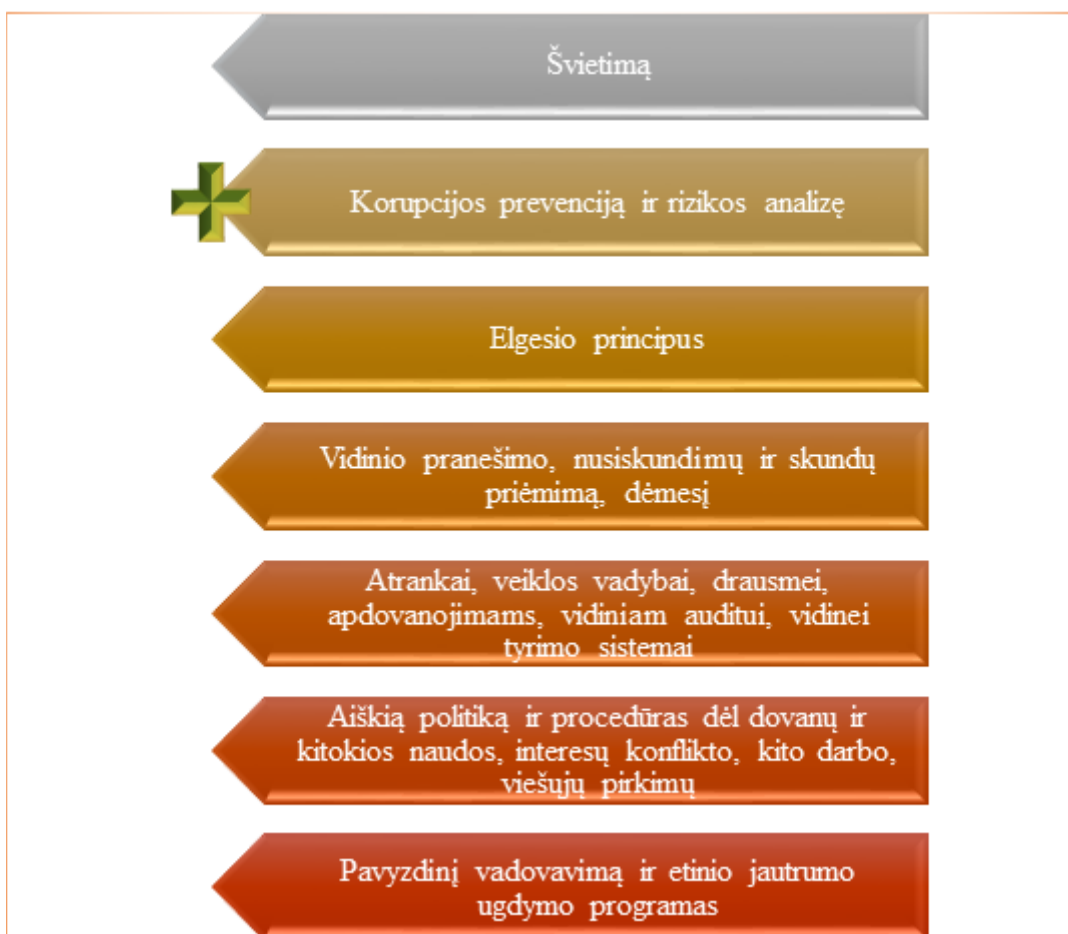 Švietimą
Korupcijos prevenciją ir rizikos analizę
Elgesio principus
Vidinio pranešimo, nusiskundimų ir skundų
priėmimą, dėmesį
Atrankai, veiklos vadybai, drausmei,
apdovanojimams, vidiniam auditui, vidinei
tyrimo sistemai
Aiškią politiką ir procedūras dėl dovanų ir
kitokios naudos, interesų konflikto, kito darbo,
viešųjų pirkimų
Pavyzdinį vadovavimą ir etinio jautrumo
ugdymo programas